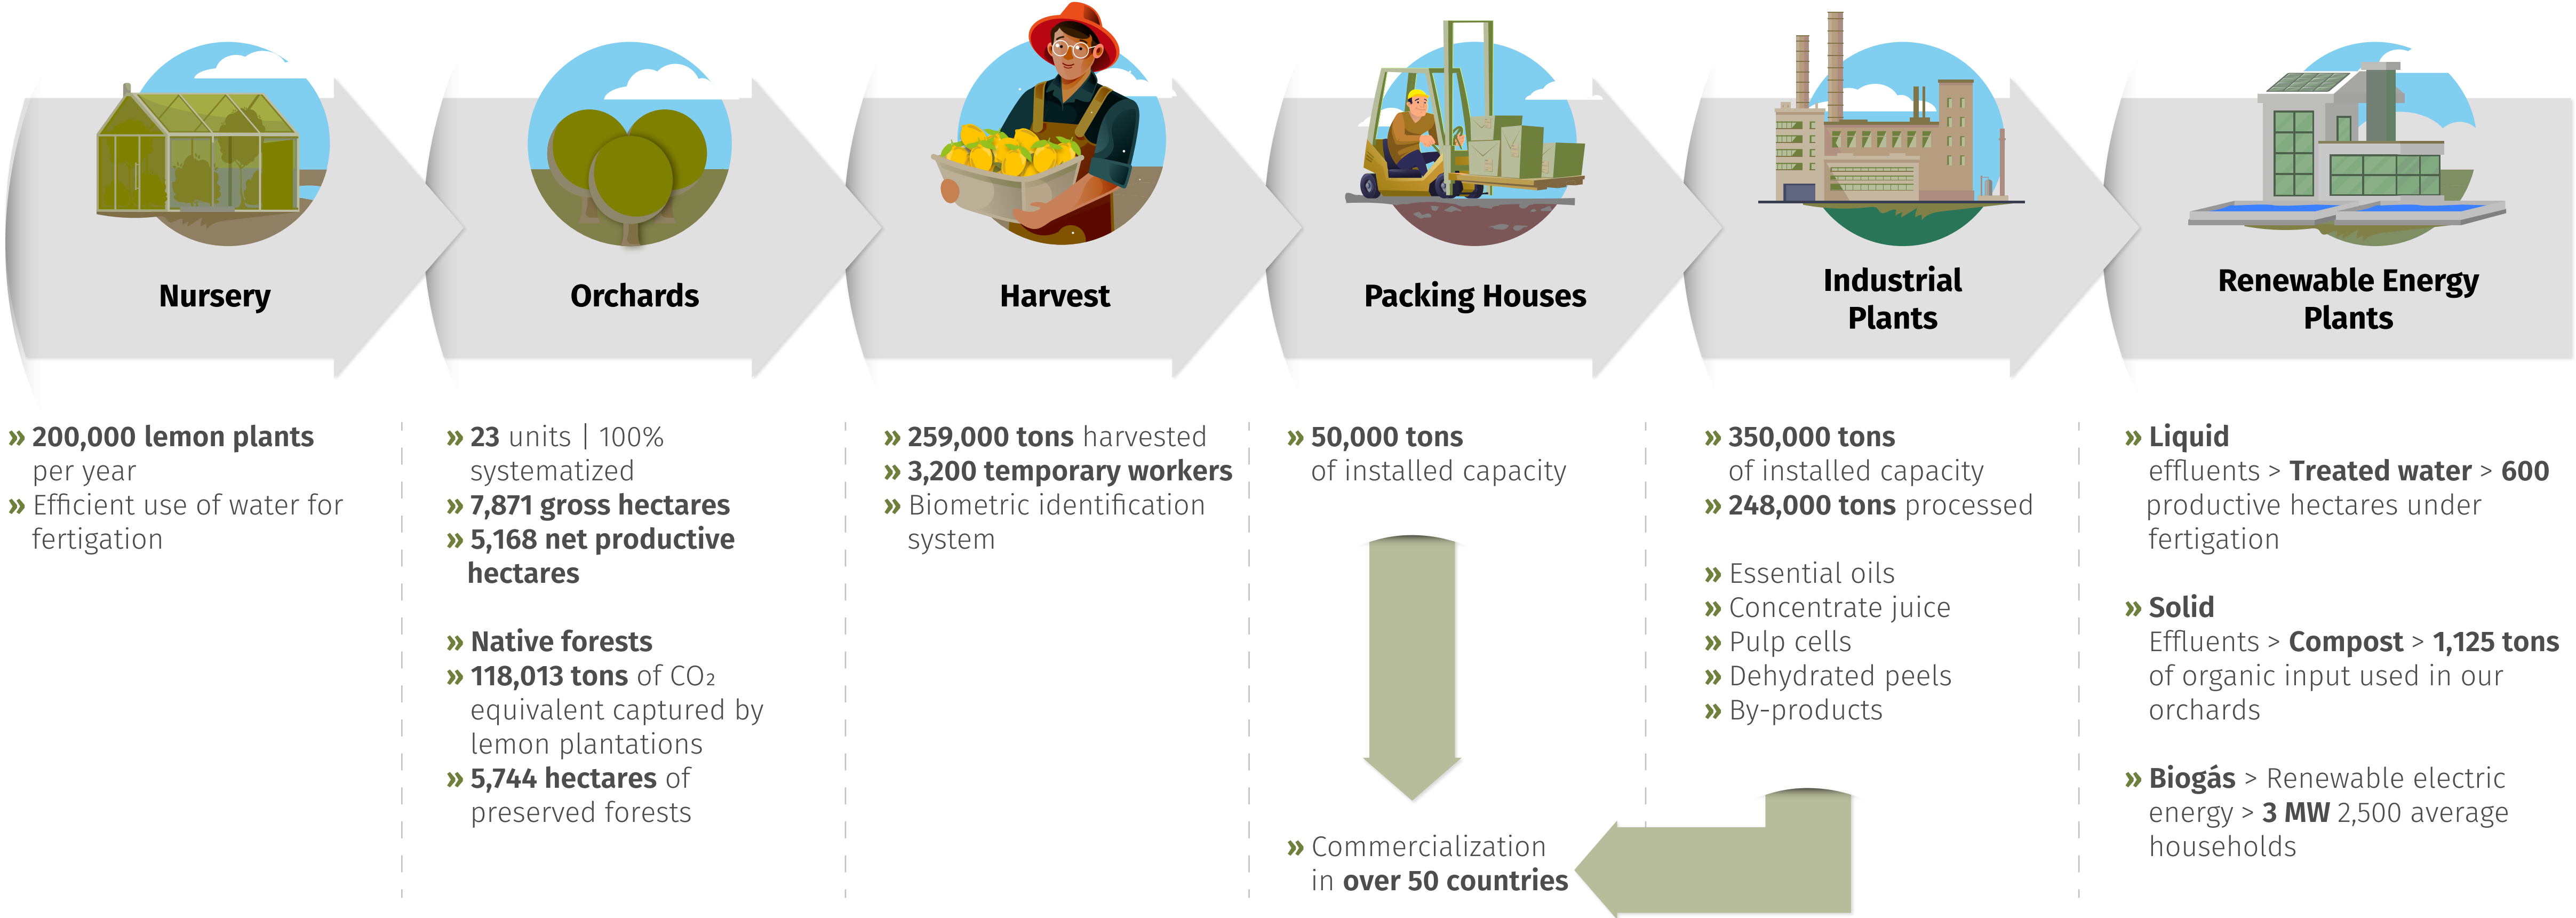 Nursery
» 200,000 lemon plants
per year
» Efficient use of water for
fertigation
Orchards
» 23 units | 100%
systematized
» 7,871 gross hectares
» 5,168 net productive
hectares
» Native forests
» 118,013 tons of CO₂
equivalent captured by
lemon plantations
» 5,744 hectares of
preserved forests
Harvest
» 259,000 tons harvested
» 3,200 temporary workers
» Biometric identification
system
Packing Houses
» 50,000 tons
of installed capacity
» Commercialization
in over 50 countries
Industrial
Plants
» 350,000 tons
of installed capacity
» 248,000 tons processed
» Essential oils
» Concentrate juice
» Pulp cells
» Dehydrated peels
» By-products
Renewable Energy
Plants
» Liquid
effluents > Treated water > 600
productive hectares under
fertigation
» Solid
Effluents > Compost > 1,125 tons
of organic input used in our
orchards
» Biogás > Renewable electric
energy > 3 MW 2,500 average
households